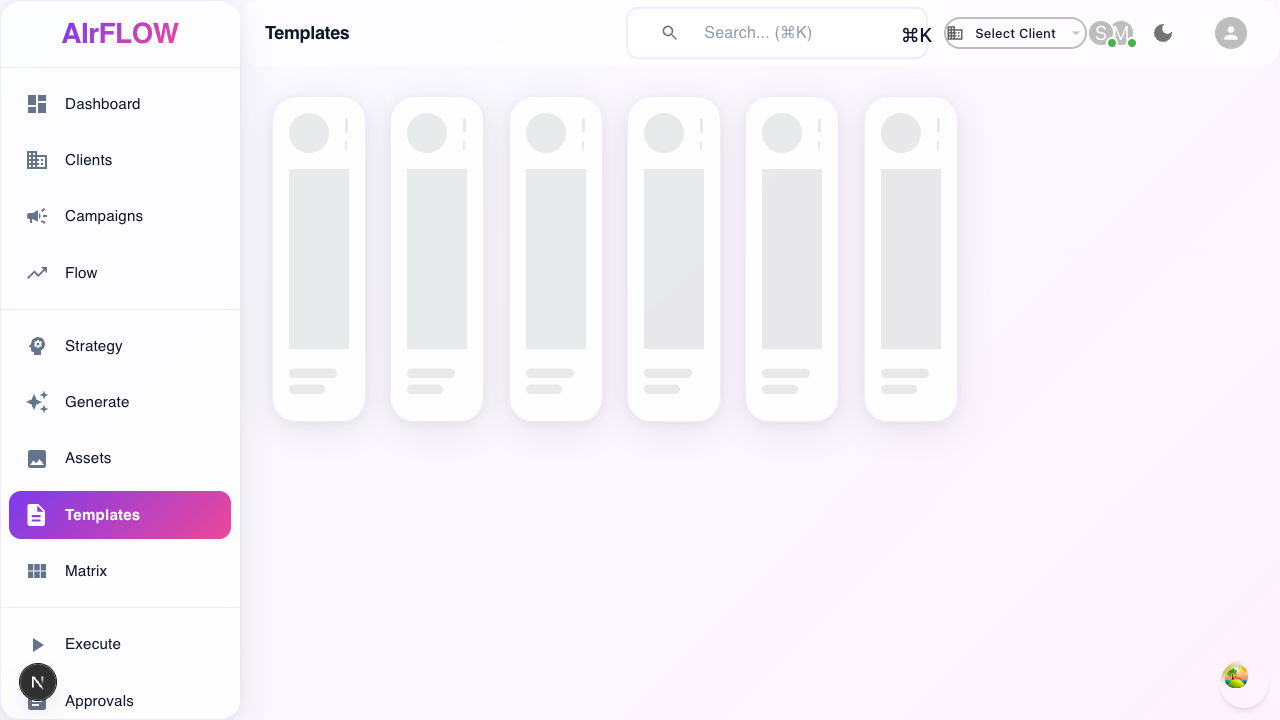 AIrFLOW
Templates
Search... (⌘K)
⌘K
Select Client
S
M
Dashboard
Clients
Campaigns
Flow
Strategy
Generate
Assets
Templates
Matrix
Execute
N
Approvals